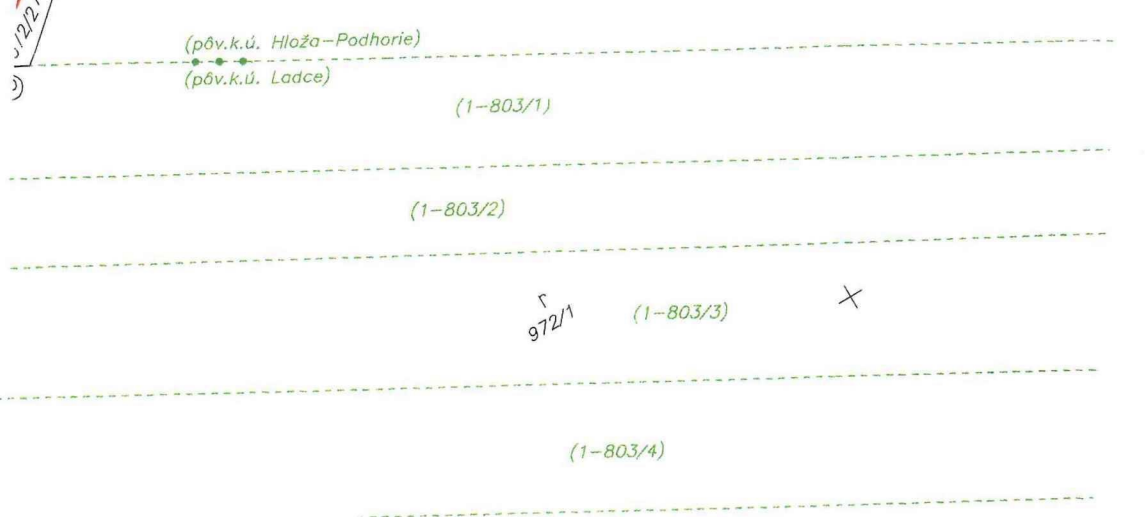 (pôv.k.ú. Hloža-Podhorie)
(pôv.k.ú. Ladce)
(1-803/1)
(1-803/2)
972/1
(1-803/3)
(1-803/4)